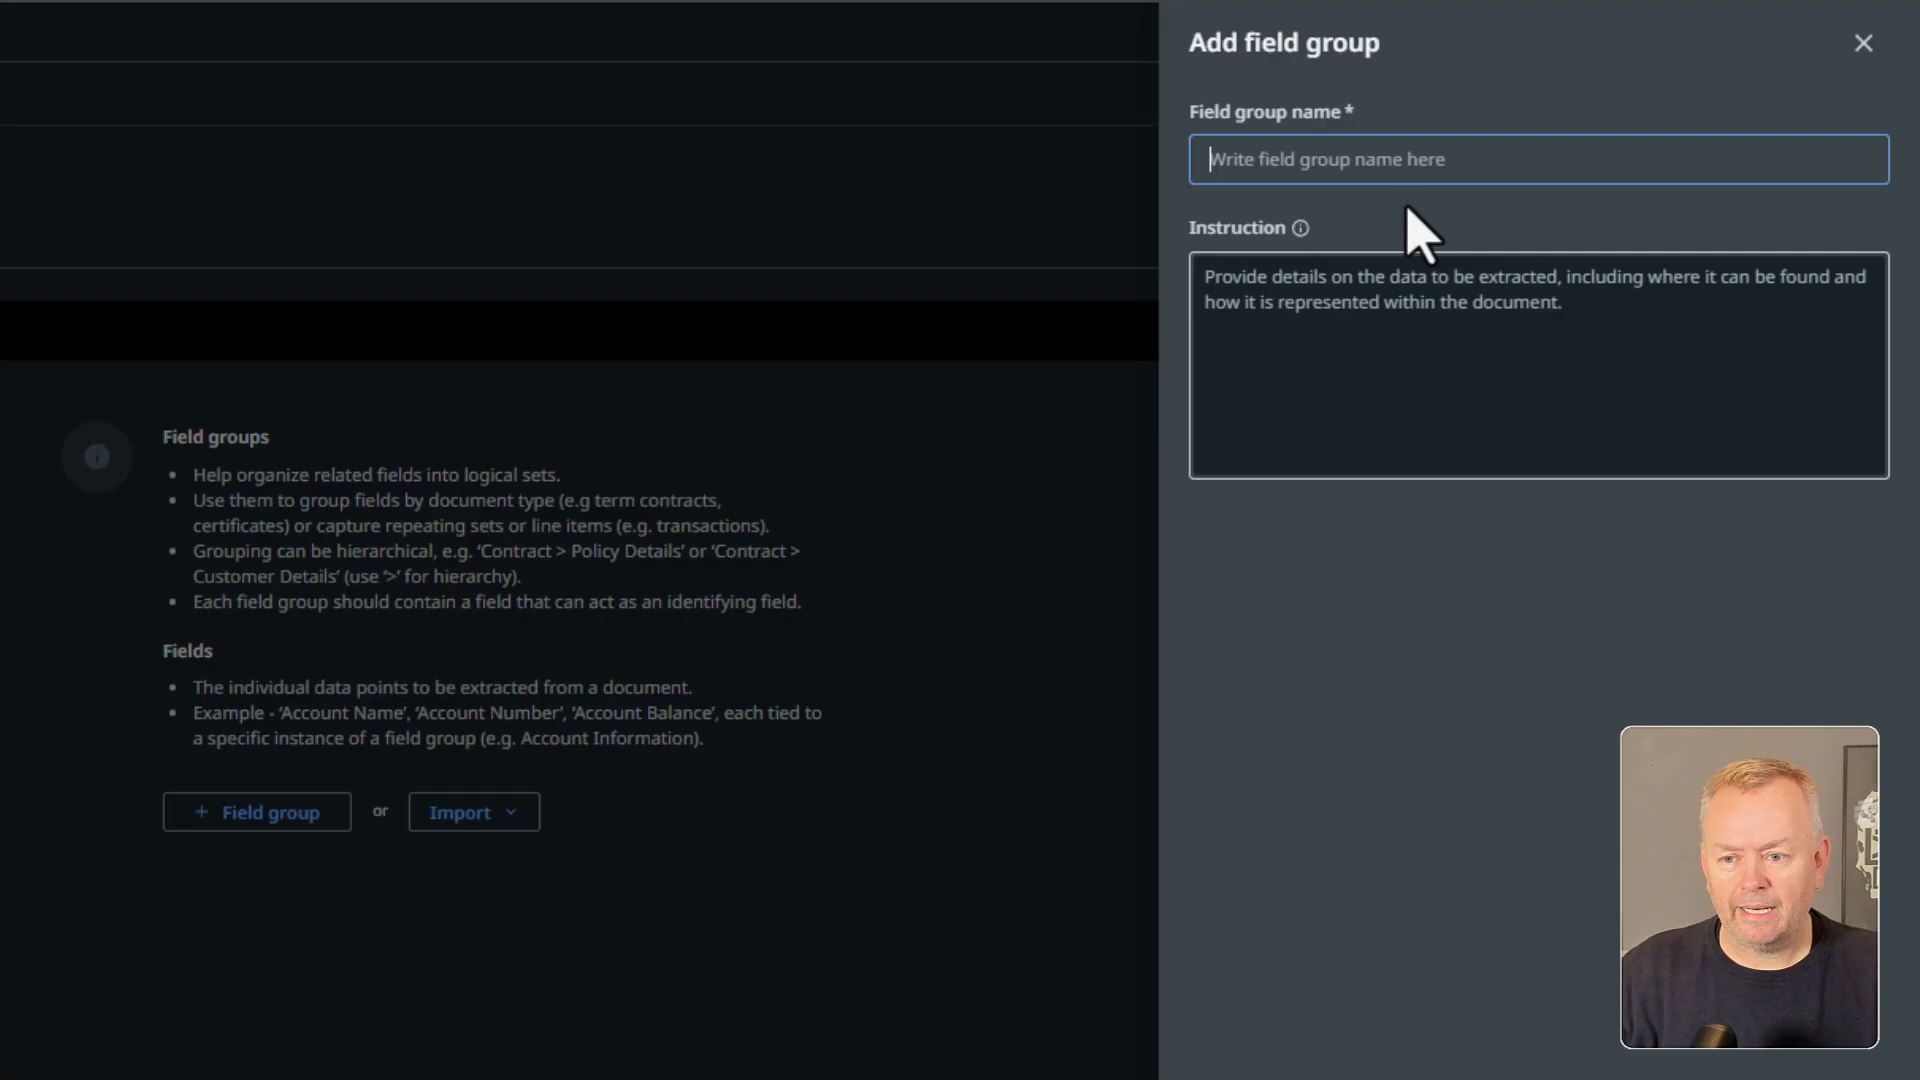 Add field group
Field group name *
Write field group name here
Instruction
Provide details on the data to be extracted, including where it can be found and
how it is represented within the document.
Field groups
• Help organize related fields into logical sets.
• Use them to group fields by document type (e.g term contracts,
certificates) or capture repeating sets or line items (e.g. transactions).
• Grouping can be hierarchical, e.g. ‘Contract > Policy Details’ or ‘Contract >
Customer Details’ (use ‘>’ for hierarchy).
• Each field group should contain a field that can act as an identifying field.
Fields
• The individual data points to be extracted from a document.
• Example - ‘Account Name’, ‘Account Number’, ‘Account Balance’, each tied to
a specific instance of a field group (e.g. Account Information).
+ Field group or Import